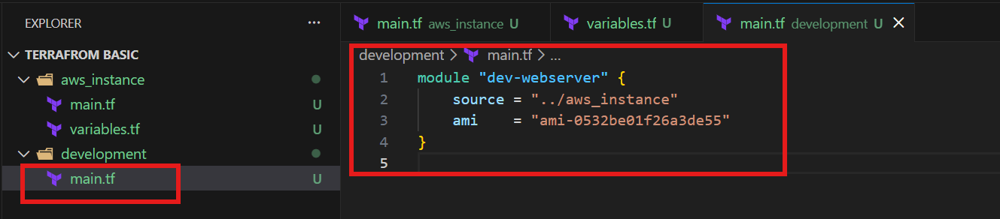 EXPLORER ...
TERRAFROM BASIC
aws_instance
main.tf U
variables.tf U
development
main.tf U
main.tf aws_instance U
variables.tf U
main.tf development U
development > main.tf > ...
1 module "dev-webserver" {
2 source = "../aws_instance"
3 ami = "ami-0532be01f26a3de55"
4 }
5